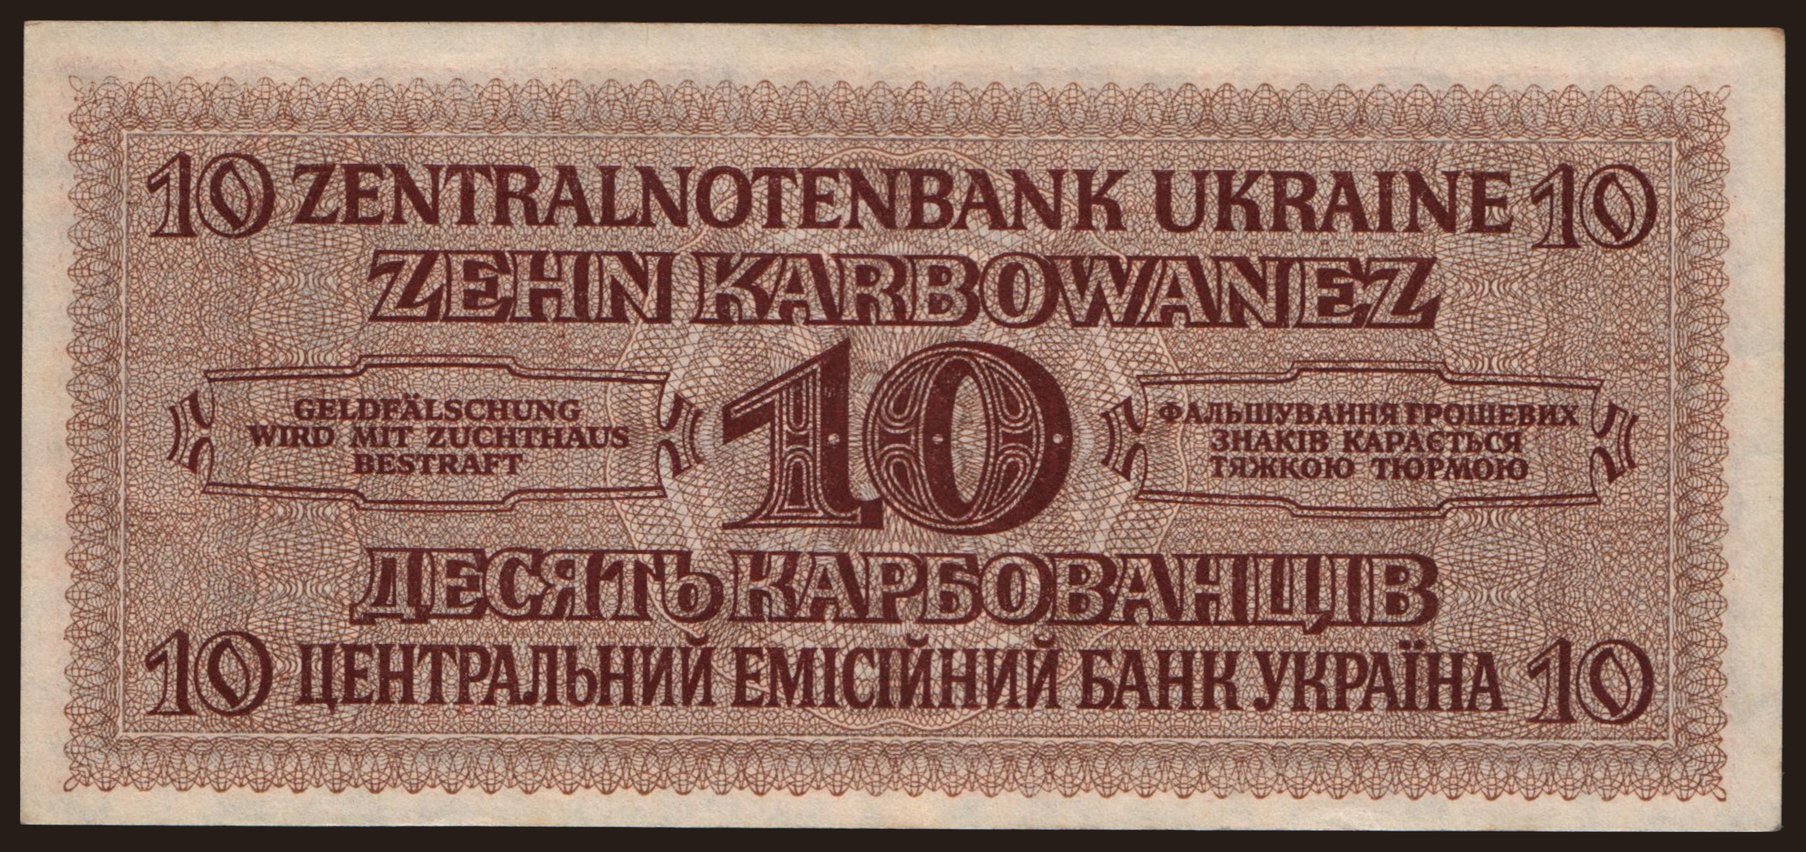 10 ZENTRALNOTENBANK UKRAINE 10
ZEHN KARBOWANEZ
GELDFÄLSCHUNG
WIRD MIT ZUCHTHAUS
BESTRAFT
10
ФАЛЬШУВАННЯ ГРОШЕВИХ
ЗНАКІВ КАРАЄТЬСЯ
ТЯЖКОЮ ТЮРМОЮ
ДЕСЯТЬ КАРБОВАНЦІВ
10 ЦЕНТРАЛЬНИЙ ЕМІСІЙНИЙ БАНК УКРАЇНА 10